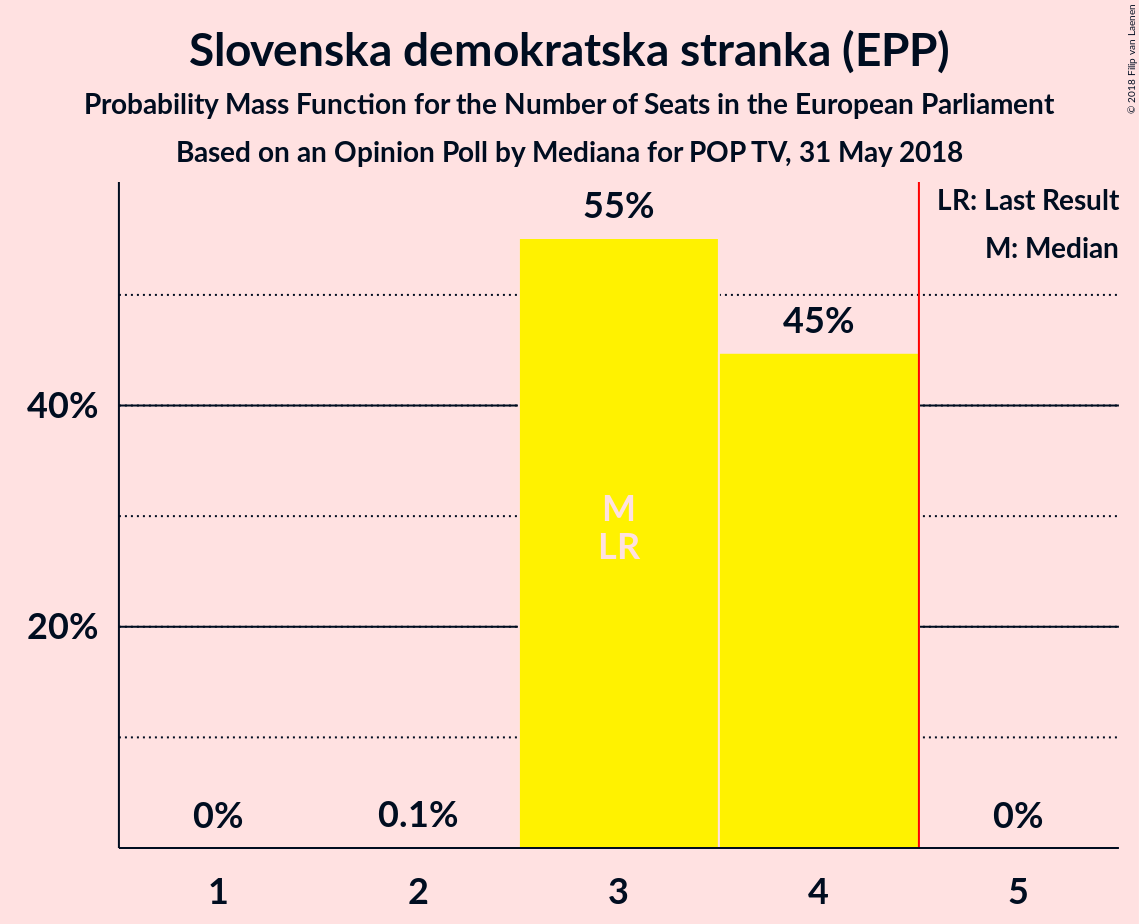 Slovenska demokratska stranka (EPP)
Probability Mass Function for the Number of Seats in the European Parliament
Based on an Opinion Poll by Mediana for POP TV, 31 May 2018
© 2018 Filip van Laenen
LR: Last Result
M: Median
55%
45%
40%
M
LR
20%
0%
0.1%
0%
1
2
3
4
5